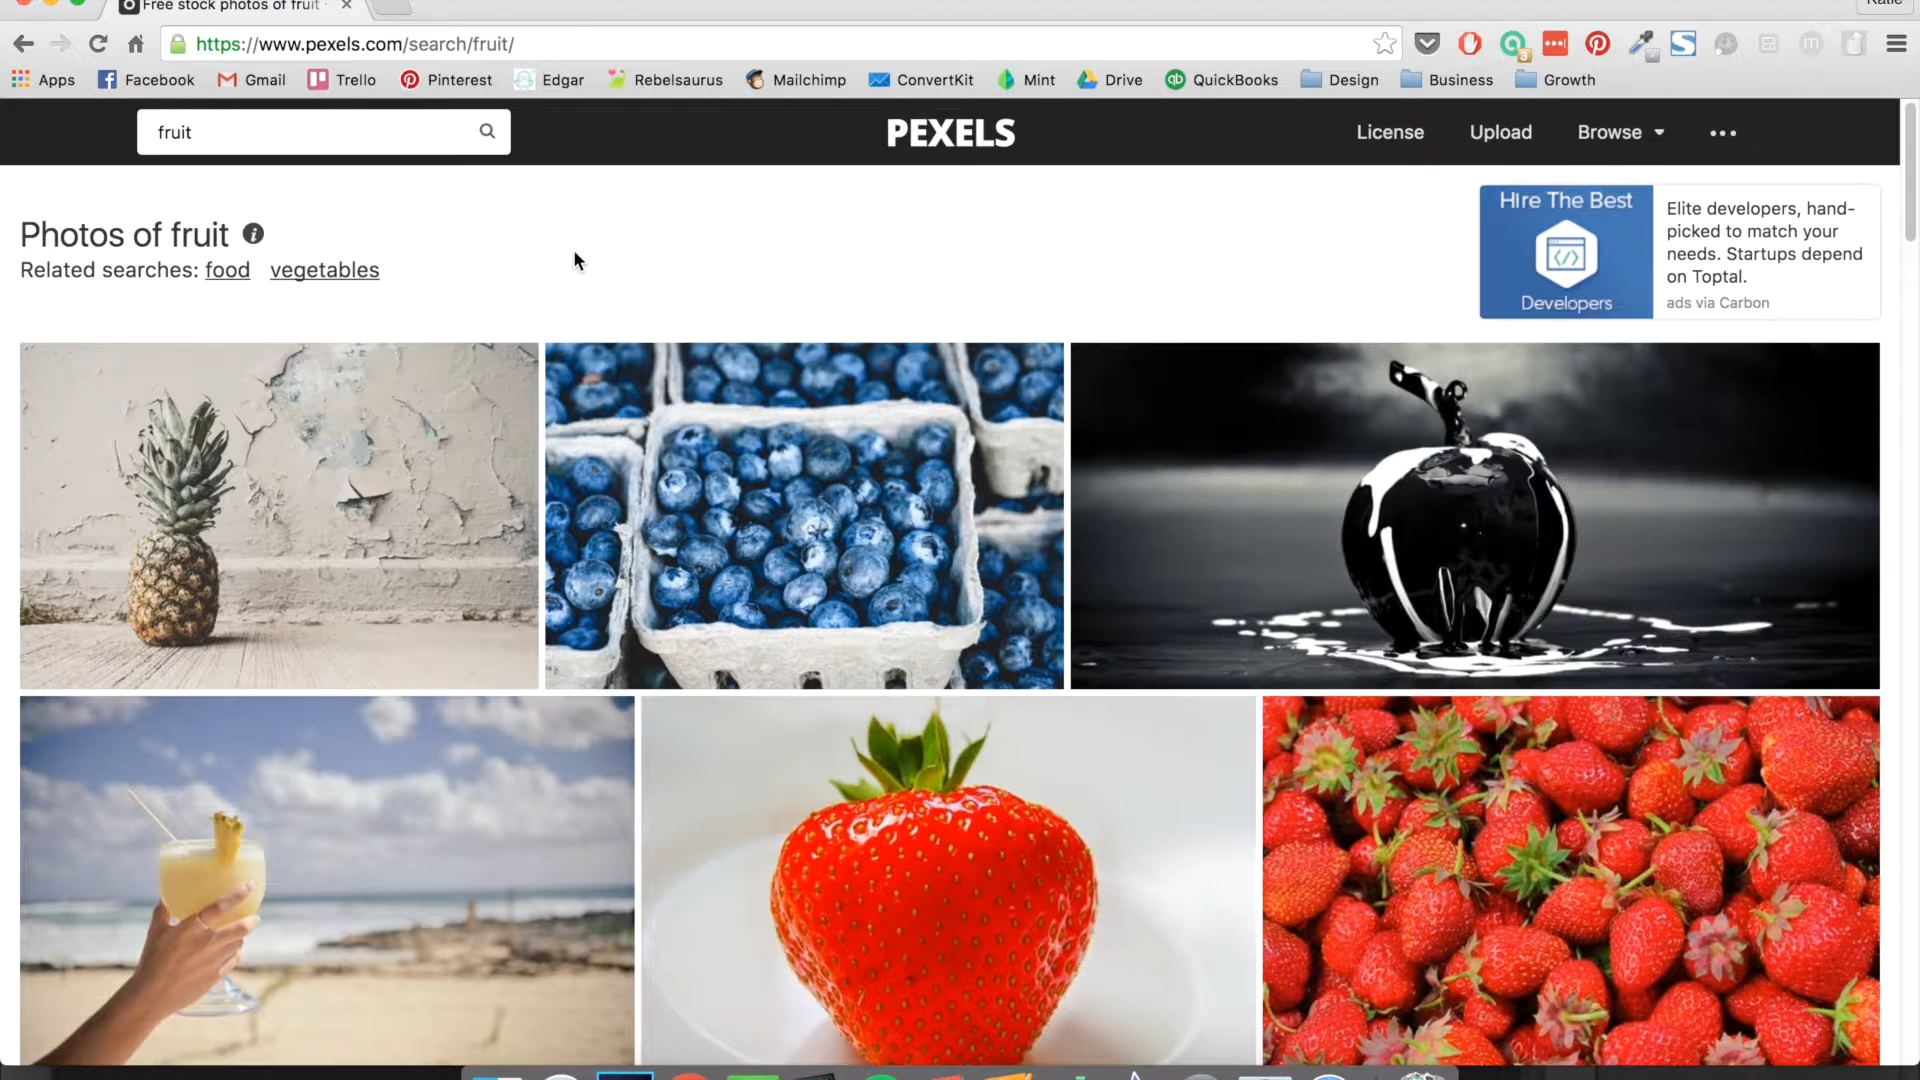 Free stock photos of fruit ·
https://www.pexels.com/search/fruit/
Apps Facebook Gmail Trello Pinterest Edgar Rebelsaurus Mailchimp ConvertKit Mint Drive QuickBooks Design Business Growth
fruit PEXELS License Upload Browse
Photos of fruit
Related searches: food vegetables
HIre The Best
Developers
Elite developers, hand-
picked to match your
needs. Startups depend
on Toptal.
ads via Carbon